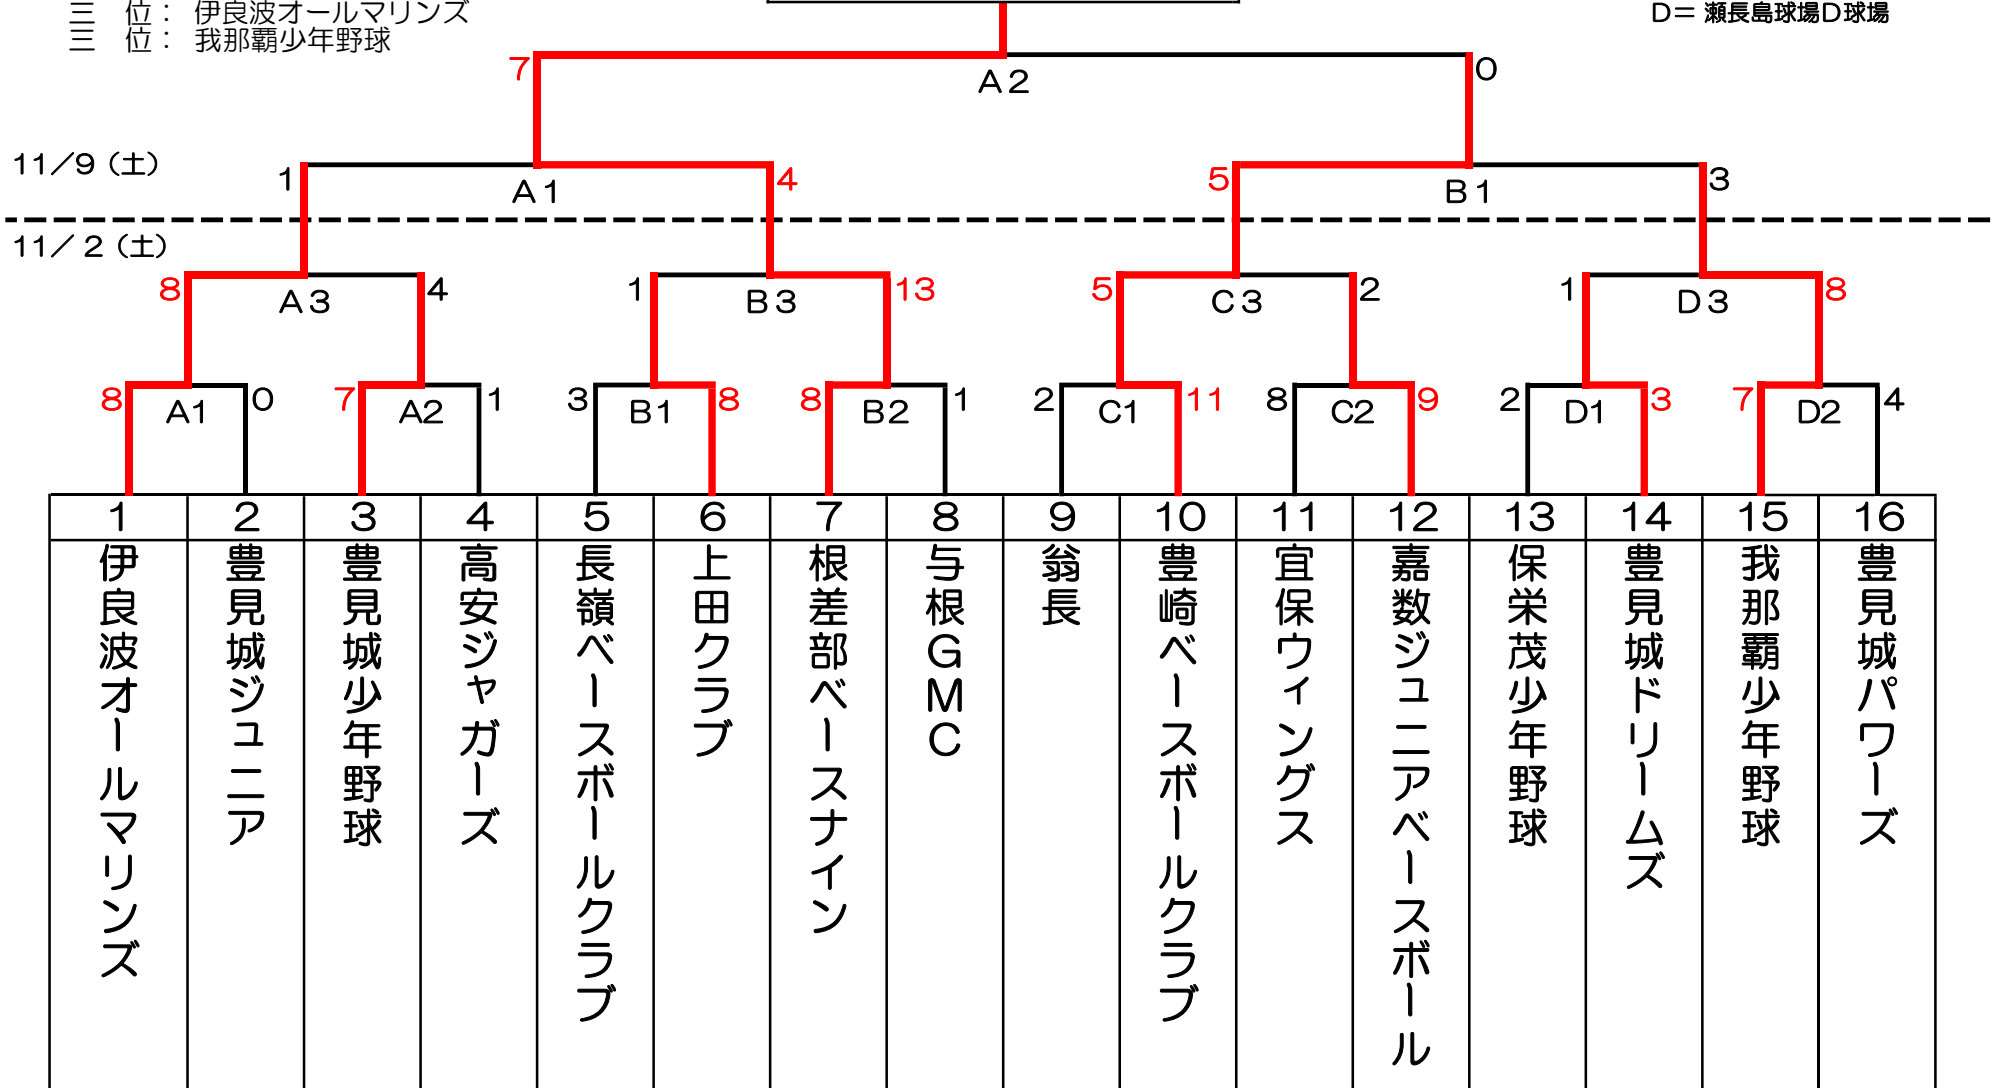 三　位： 伊良波オールマリンズ
三　位： 我那覇少年野球
D＝ 瀬長島球場D球場
7 A2 0
11／9（土）
1 A1 4 5 B1 3
11／2（土）
8 A3 4 1 B3 13 5 C3 2 1 D3 8
8 A1 0 7 A2 1 3 B1 8 8 B2 1 2 C1 11 8 C2 9 2 D1 3 7 D2 4
1 2 3 4 5 6 7 8 9 10 11 12 13 14 15 16
伊良波オールマリンズ
豊見城ジュニア
豊見城少年野球
高安ジャガーズ
長嶺ベースボールクラブ
上田クラブ
根差部ベースナイン
与根GMC
翁長
豊崎ベースボールクラブ
宜保ウィングス
嘉数ジュニアベースボール
保栄茂少年野球
豊見城ドリームズ
我那覇少年野球
豊見城パワーズ